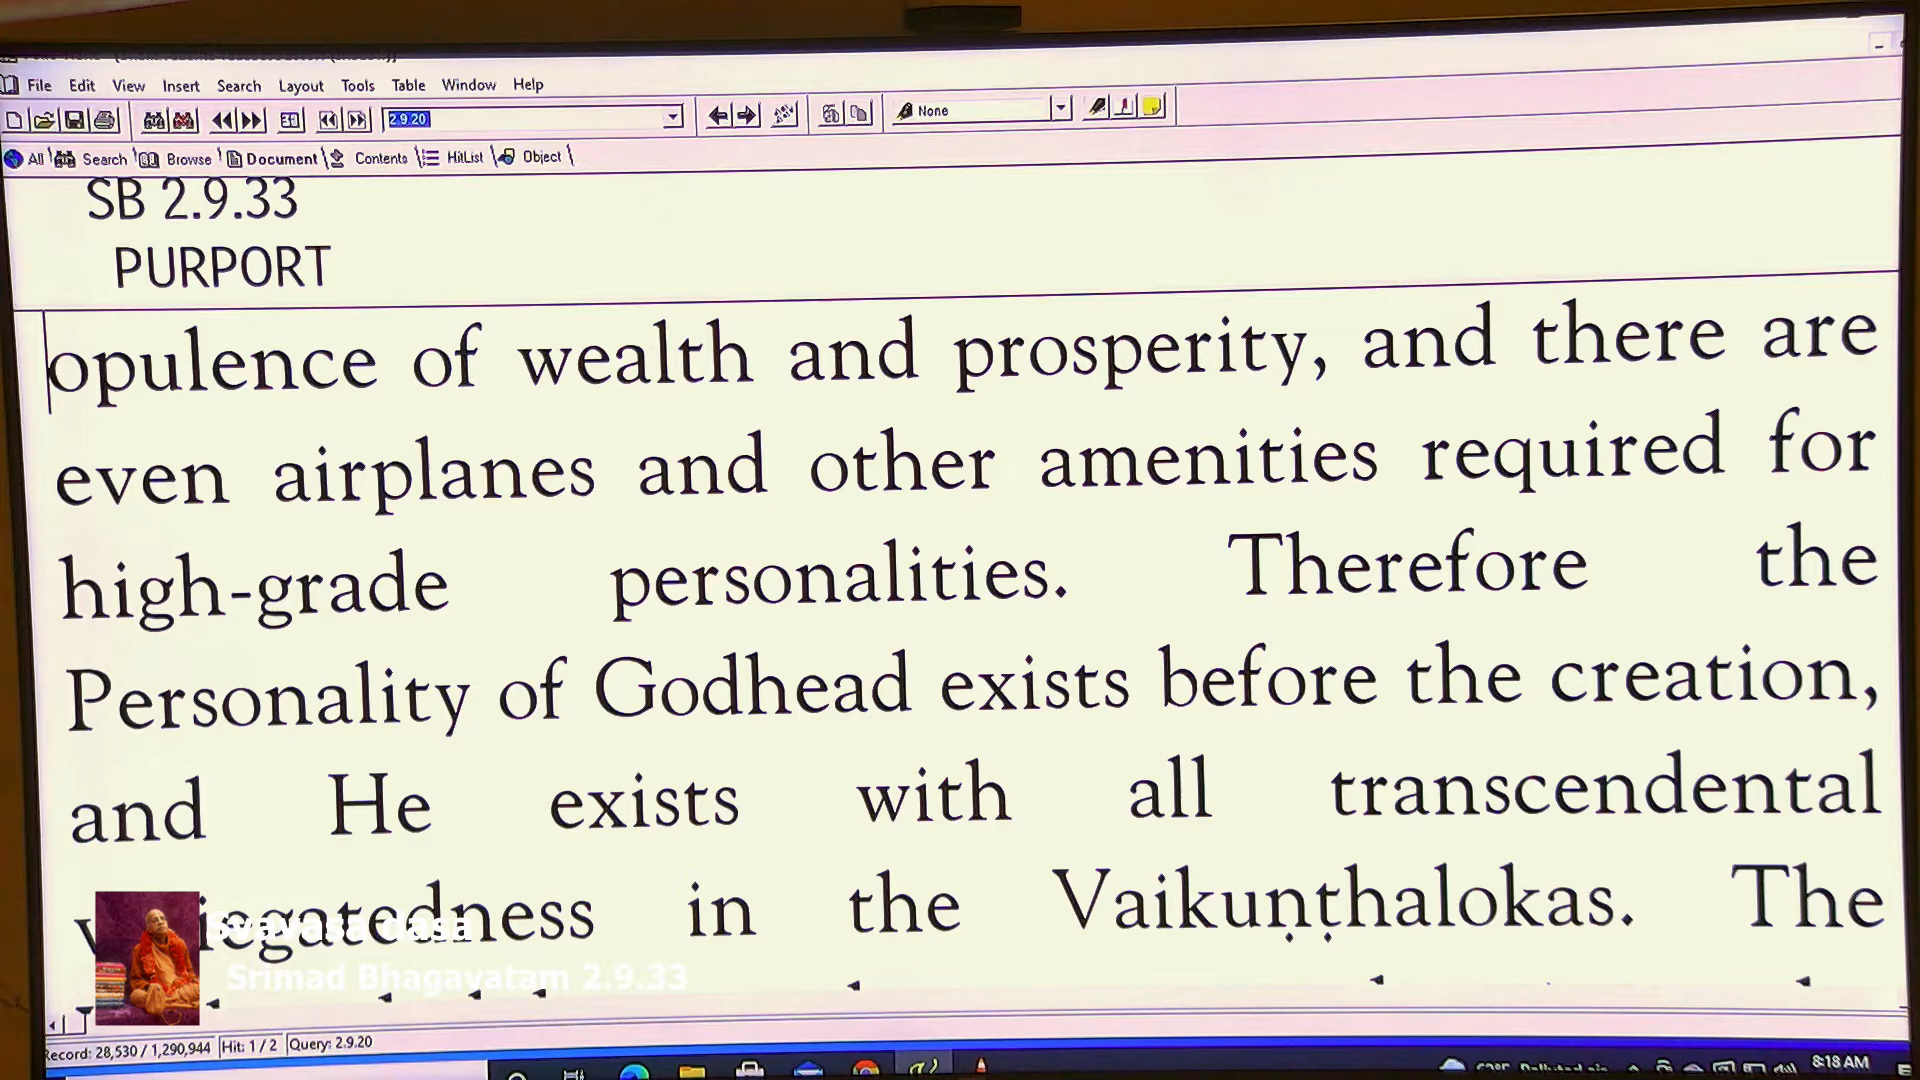 File Edit View Insert Search Layout Tools Table Window Help
2.9.20
None
All Search Browse Document Contents HitList Object
SB 2.9.33
PURPORT
opulence of wealth and prosperity, and there are
even airplanes and other amenities required for
high-grade personalities. Therefore the
Personality of Godhead exists before the creation,
and He exists with all transcendental
in the Vaikuṇṭhalokas. The
Svavasa dasa
Srimad Bhagavatam 2.9.33
Record: 28,530 / 1,290,944 Hit: 1 / 2 Query: 2.9.20
8:18 AM